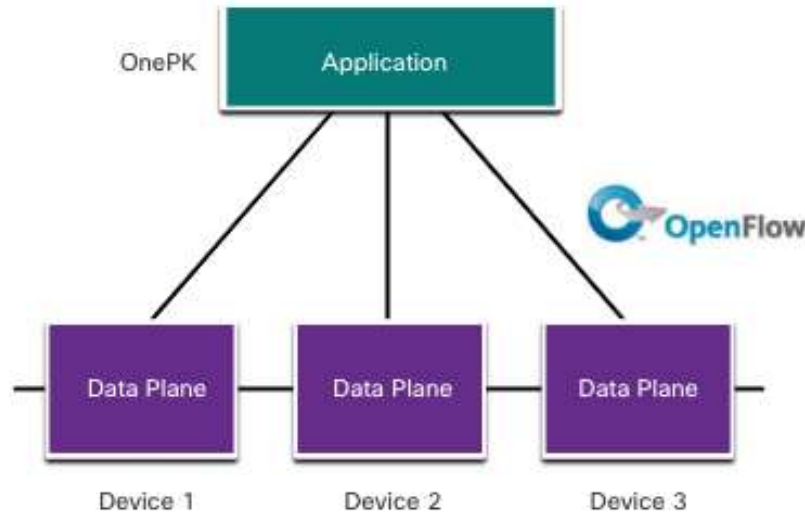 OnePK
Application
OpenFlow
Data Plane
Data Plane
Data Plane
Device 1
Device 2
Device 3